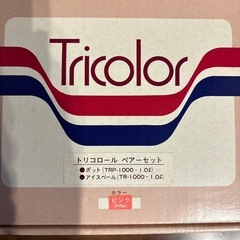 Tricolor
トリコロール ペアーセット
●ポット(TRP-1000・1.0ℓ)
●アイスペール(TR-1000・1.0ℓ)
カラー
ピンク
(PINK)